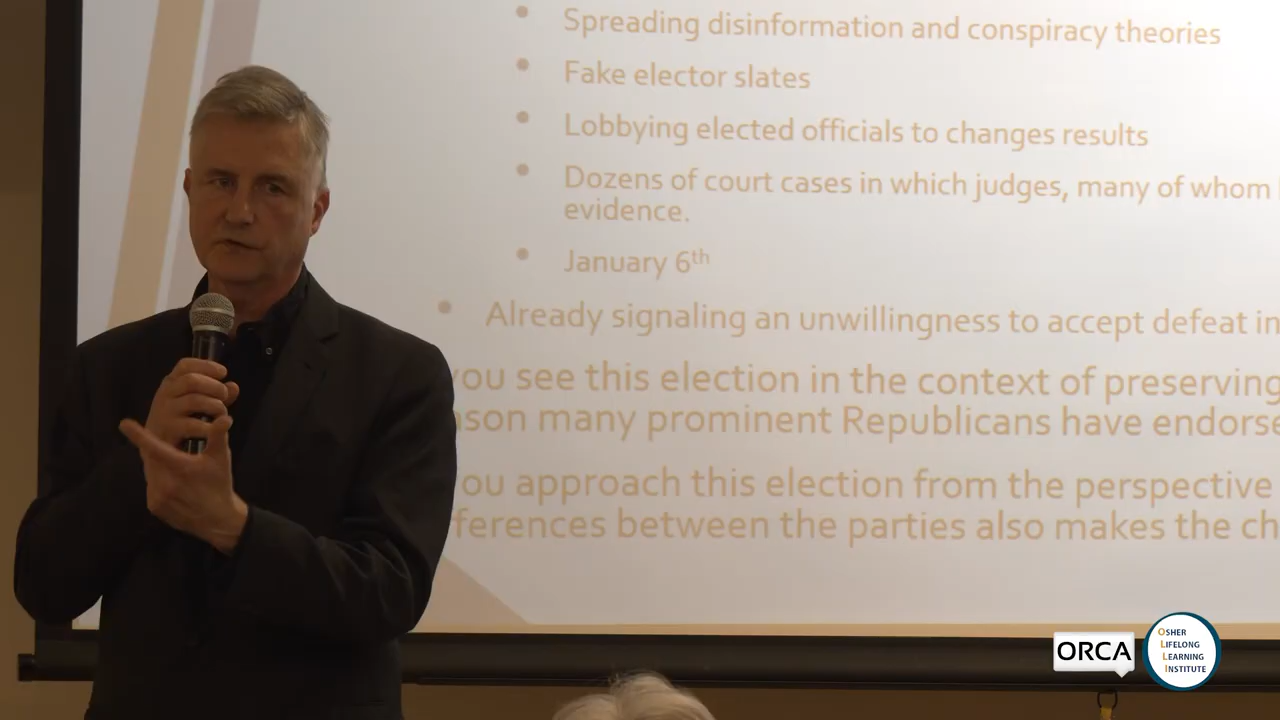 Spreading disinformation and conspiracy theories
Fake elector slates
Lobbying elected officials to changes results
Dozens of court cases in which judges, many of whom
evidence.
January 6th
Already signaling an unwillingness to accept defeat in
you see this election in the context of preserving
ason many prominent Republicans have endorse
ou approach this election from the perspective
fferences between the parties also makes the ch
ORCA
OSHER
LIFELONG
LEARNING
INSTITUTE